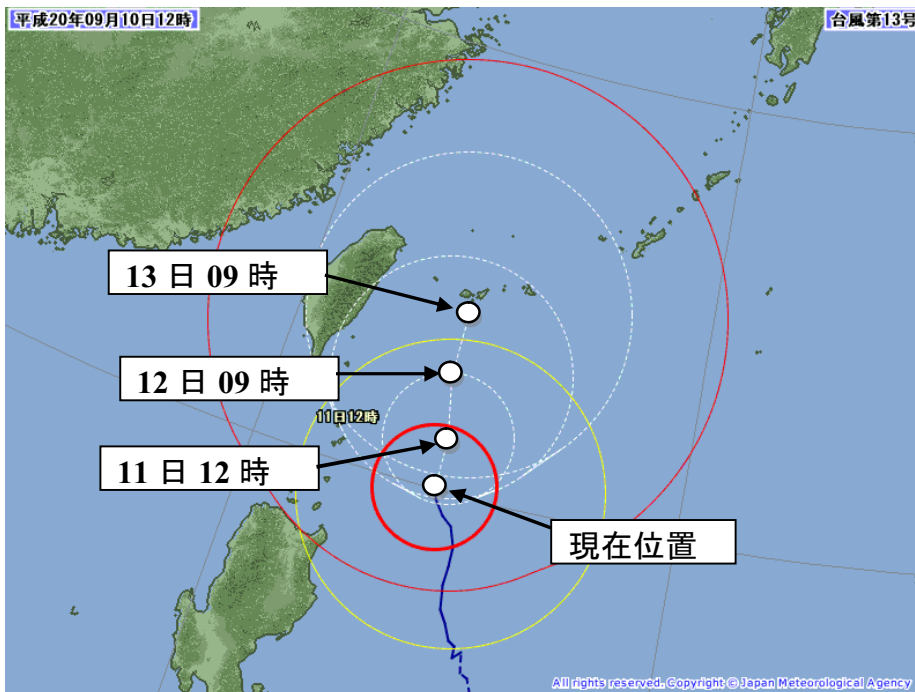 平成20年09月10日12時
台風第13号
13 日 09 時
12 日 09 時
11日12時
11 日 12 時
現在位置
All rights reserved. Copyright © Japan Meteorological Agency